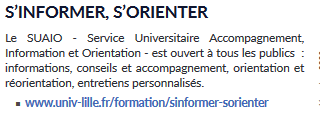 S’INFORMER, S’ORIENTER
Le SUAIO - Service Universitaire Accompagnement,
Information et Orientation - est ouvert à tous les publics :
informations, conseils et accompagnement, orientation et
réorientation, entretiens personnalisés.
▪ www.univ-lille.fr/formation/sinformer-sorienter